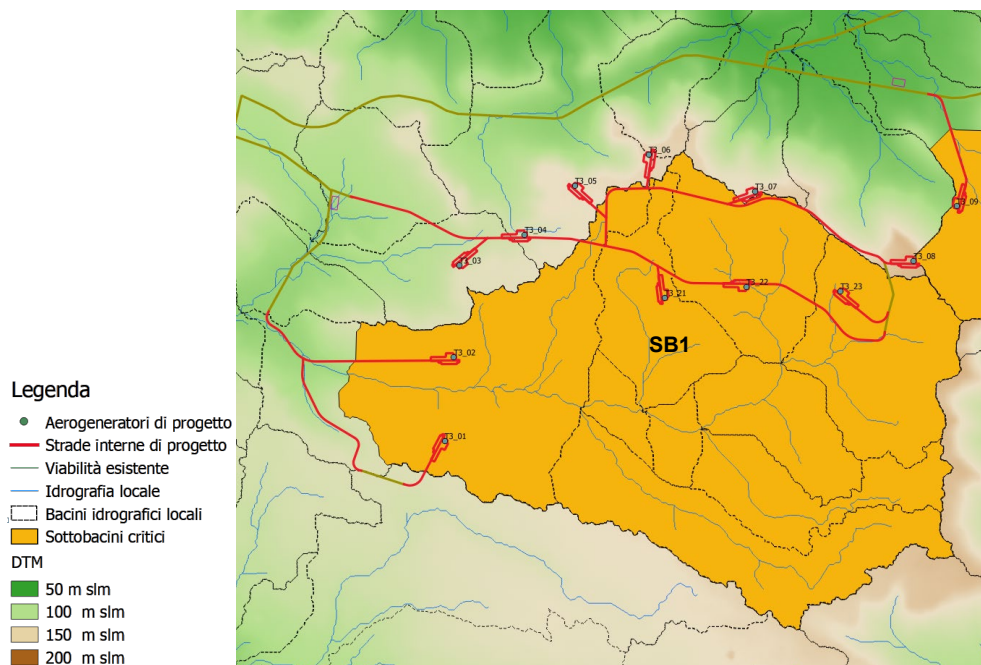 T3_06
T3_05
T3_07
T3_09
T3_04
T3_03
T3_08
T3_22
T3_23
T3_21
SB1
T3_02
T3_01
Legenda
Aerogeneratori di progetto
Strade interne di progetto
Viabilità esistente
Idrografia locale
Bacini idrografici locali
Sottobacini critici
DTM
50 m slm
100 m slm
150 m slm
200 m slm